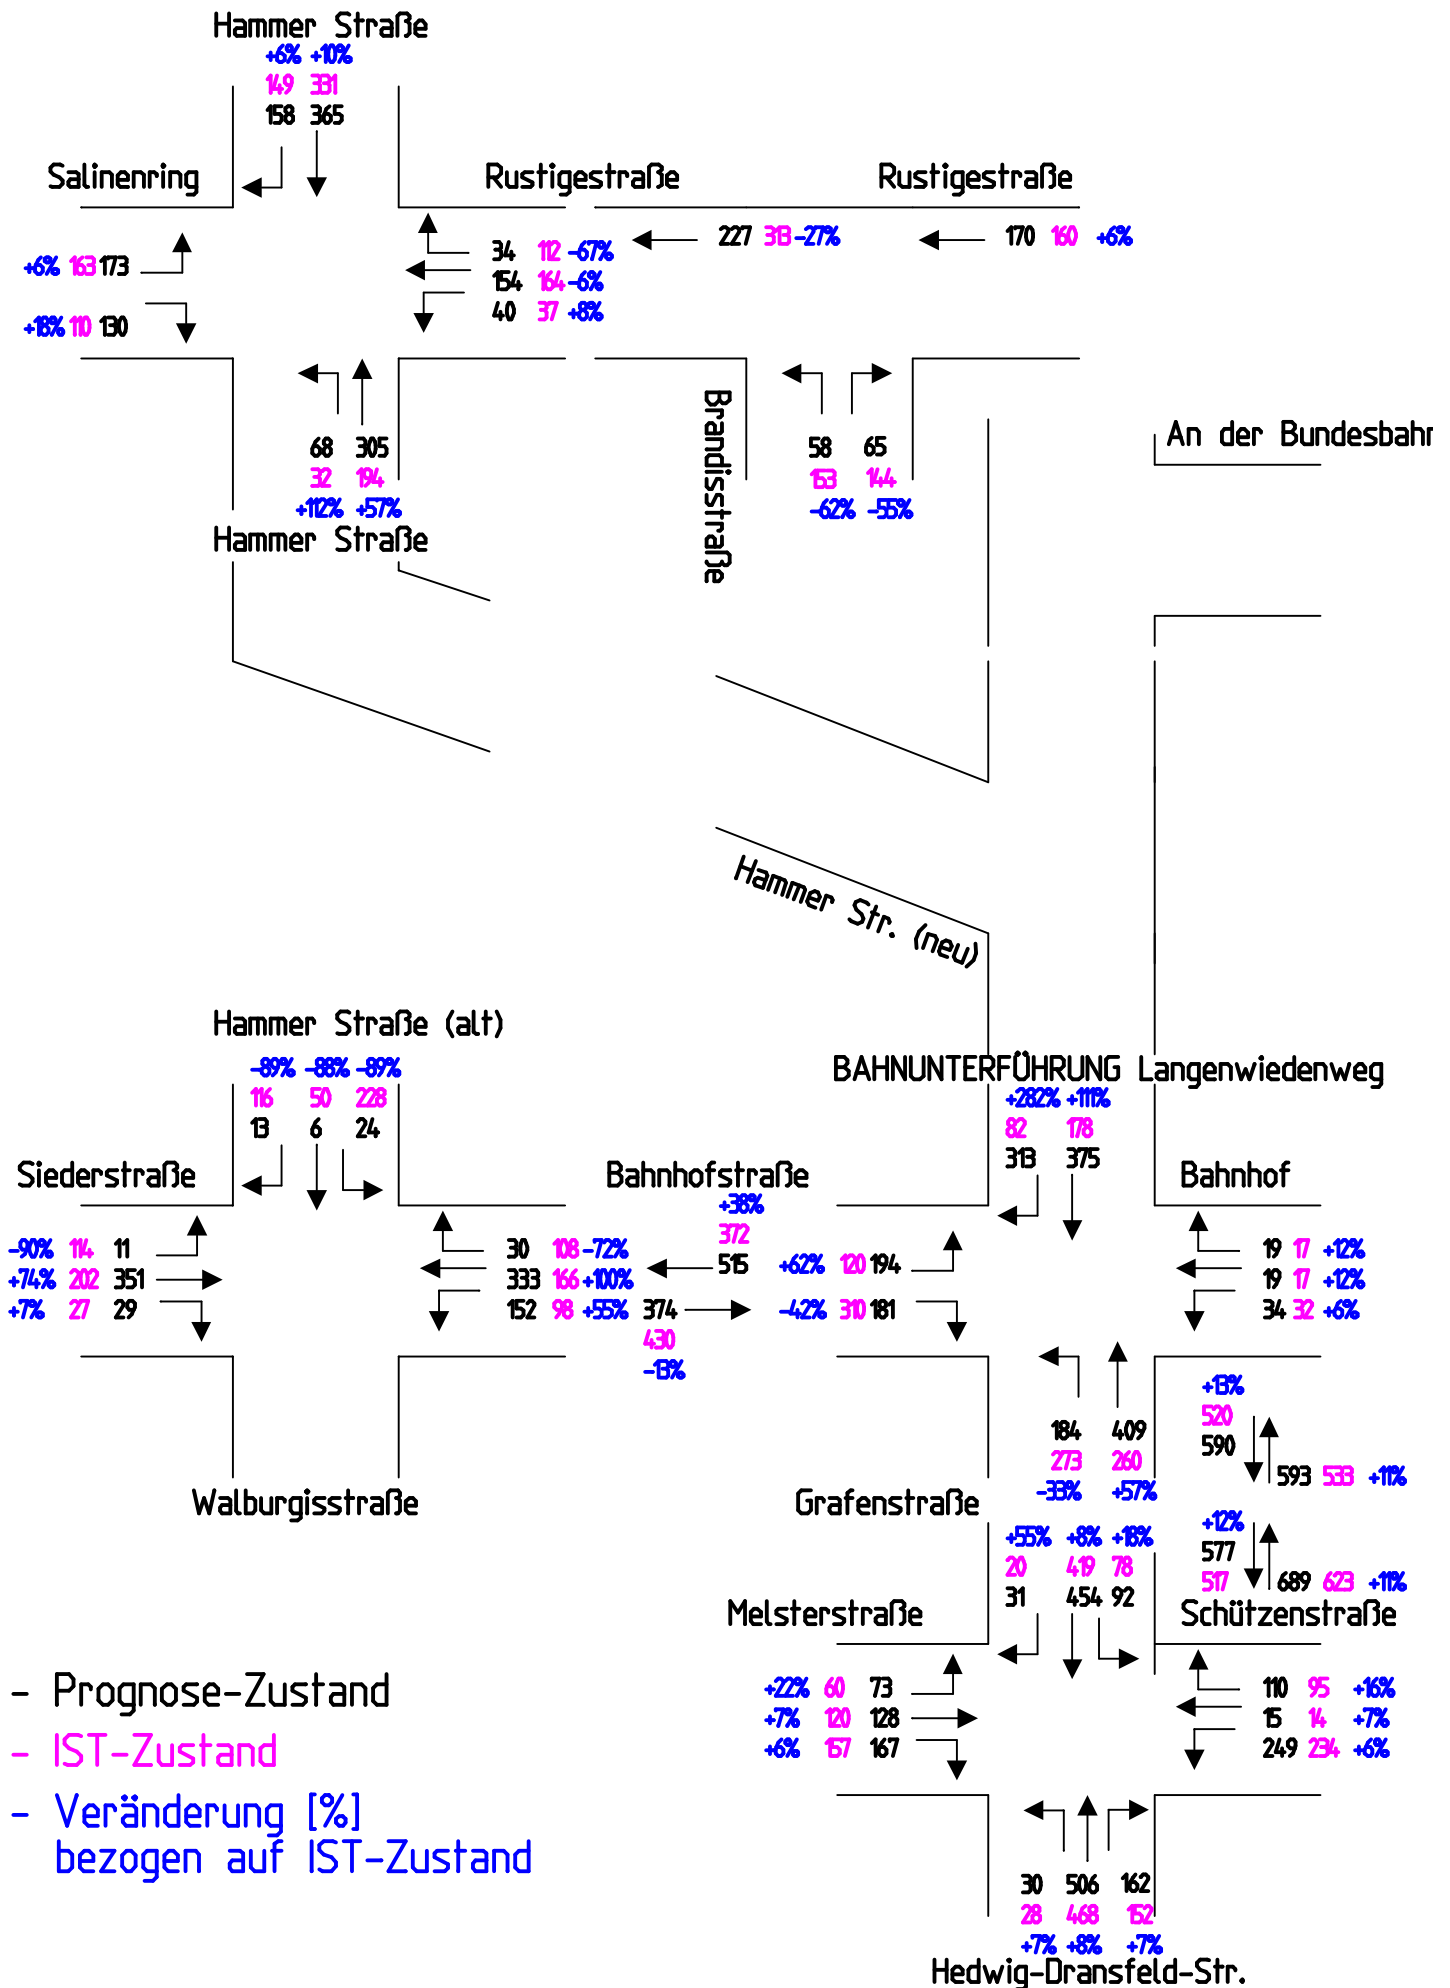 Hammer Straße
+6% +10%
149 331
158 365
Salinenring Rustigestraße Rustigestraße
34 112 -67% 227 313 -27% 170 160 +6%
+6% 163 173
154 164 -6%
40 37 +8%
+18% 110 130
68 305
32 194
+112% +57%
Hammer Straße
Brandisstraße
58 65
153 144
-62% -55%
An der Bundesbahn
Hammer Str. (neu)
Hammer Straße (alt)
-89% -88% -89%
116 50 228
13 6 24
BAHNUNTERFÜHRUNG Langenwiedenweg
+282% +111%
82 178
313 375
Siederstraße Bahnhofstraße Bahnhof
+38%
372
515
-90% 114 11
+74% 202 351
+7% 27 29
30 108 -72%
333 166 +100%
152 98 +55%
374
430
-13%
+62% 120 194
-42% 310 181
19 17 +12%
19 17 +12%
34 32 +6%
184 409
273 260
-33% +57%
+13%
520
590
593 533 +11%
Walburgisstraße Grafenstraße
+12%
577
517
689 623 +11%
+55% +8% +18%
20 419 78
31 454 92
Melsterstraße Schützenstraße
+22% 60 73
+7% 120 128
+6% 157 167
110 95 +16%
15 14 +7%
249 234 +6%
30 506 162
28 468 152
+7% +8% +7%
Hedwig-Dransfeld-Str.
- Prognose-Zustand
- IST-Zustand
- Veränderung [%]
bezogen auf IST-Zustand